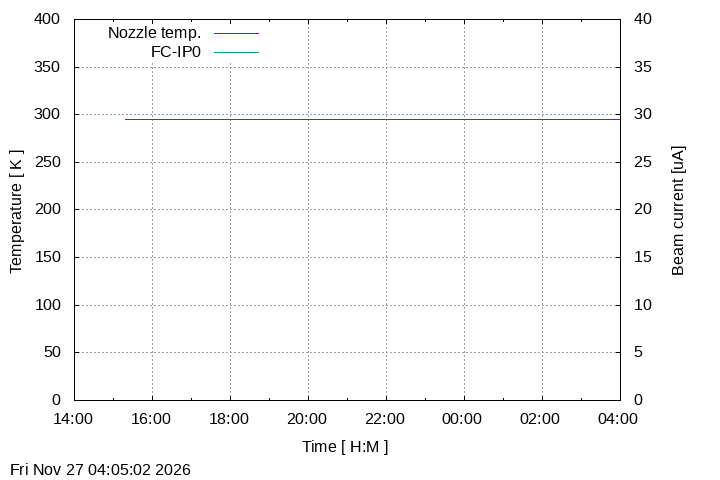 400
350
300
250
200
150
100
50
0
40
35
30
25
20
15
10
5
0
Nozzle temp.
FC-IP0
Temperature [ K ]
Beam current [uA]
14:00 16:00 18:00 20:00 22:00 00:00 02:00 04:00
Time [ H:M ]
Fri Nov 27 04:05:02 2026